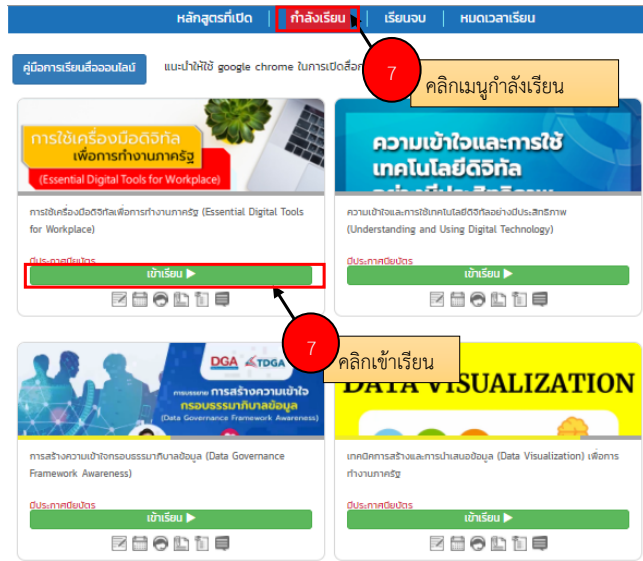 หลักสูตรที่เปิด
กำลังเรียน
เรียนจบ
หมดเวลาเรียน
คู่มือการเรียนสื่อออนไลน์
แนะนำให้ใช้ google chrome ในการเปิดสื่อ
7
คลิกเมนูกำลังเรียน
การใช้เครื่องมือดิจิทัล
เพื่อการทำงานภาครัฐ
(Essential Digital Tools for Workplace)
ความเข้าใจและการใช้
เทคโนโลยีดิจิทัล
อย่างมีประสิทธิภาพ
การใช้เครื่องมือดิจิทัลเพื่อการทำงานภาครัฐ (Essential Digital Tools
for Workplace)
มีประกาศนียบัตร
เข้าเรียน
ความเข้าใจและการใช้เทคโนโลยีดิจิทัลอย่างมีประสิทธิภาพ
(Understanding and Using Digital Technology)
มีประกาศนียบัตร
เข้าเรียน
7
คลิกเข้าเรียน
DGA TDGA
การสร้างความเข้าใจ
กรอบธรรมาภิบาลข้อมูล
(Data Governance Framework Awareness)
DATA VISUALIZATION
การสร้างความเข้าใจกรอบธรรมาภิบาลข้อมูล (Data Governance
Framework Awareness)
มีประกาศนียบัตร
เข้าเรียน
เทคนิคการสร้างและการนำเสนอข้อมูล (Data Visualization) เพื่อการ
ทำงานภาครัฐ
มีประกาศนียบัตร
เข้าเรียน